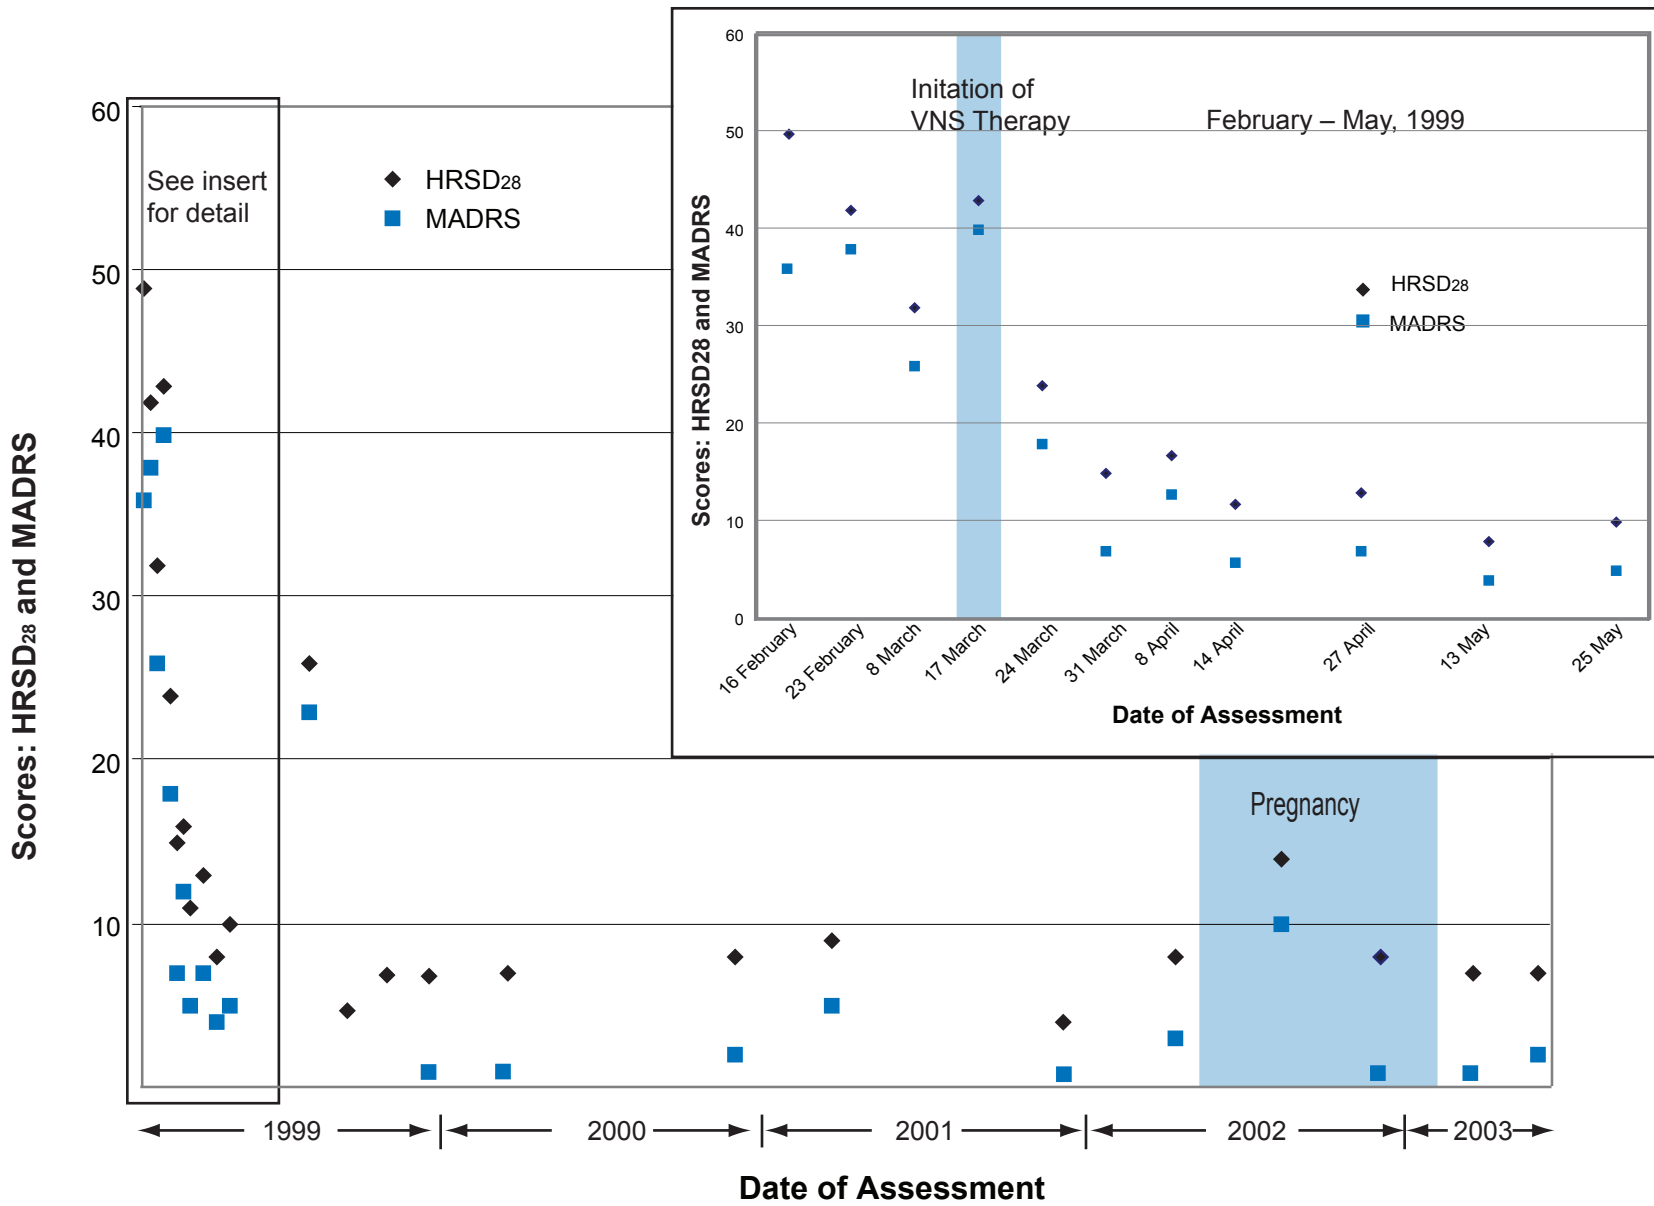 60
50
40
30
20
10
Scores: HRSD28 and MADRS
See insert
for detail
HRSD28
MADRS
Pregnancy
1999
2000
2001
2002
2003
Date of Assessment
60
50
40
30
20
10
0
Scores: HRSD28 and MADRS
Initation of
VNS Therapy
February – May, 1999
HRSD28
MADRS
16 February
23 February
8 March
17 March
24 March
31 March
8 April
14 April
27 April
13 May
25 May
Date of Assessment